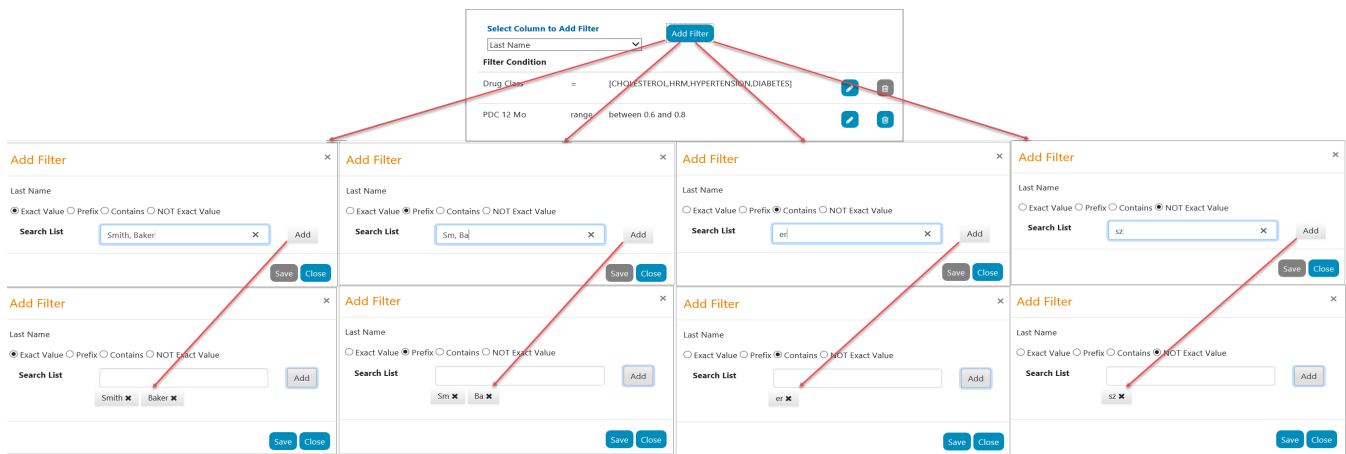 Select Column to Add Filter
Add Filter
Last Name
Filter Condition
Drug Class = [CHOLESTEROL,HRM,HYPERTENSION,DIABETES]
PDC 12 Mo range between 0.6 and 0.8
Add Filter ×
Last Name
Exact Value Prefix Contains NOT Exact Value
Search List Smith, Baker × Add
Save Close
Add Filter ×
Last Name
Exact Value Prefix Contains NOT Exact Value
Search List Sm, Ba × Add
Save Close
Add Filter ×
Last Name
Exact Value Prefix Contains NOT Exact Value
Search List er × Add
Save Close
Add Filter ×
Last Name
Exact Value Prefix Contains NOT Exact Value
Search List sz × Add
Save Close
Add Filter ×
Last Name
Exact Value Prefix Contains NOT Exact Value
Search List Add
Smith ✖ Baker ✖
Save Close
Add Filter ×
Last Name
Exact Value Prefix Contains NOT Exact Value
Search List Add
Sm ✖ Ba ✖
Save Close
Add Filter ×
Last Name
Exact Value Prefix Contains NOT Exact Value
Search List Add
er ✖
Save Close
Add Filter ×
Last Name
Exact Value Prefix Contains NOT Exact Value
Search List Add
sz ✖
Save Close